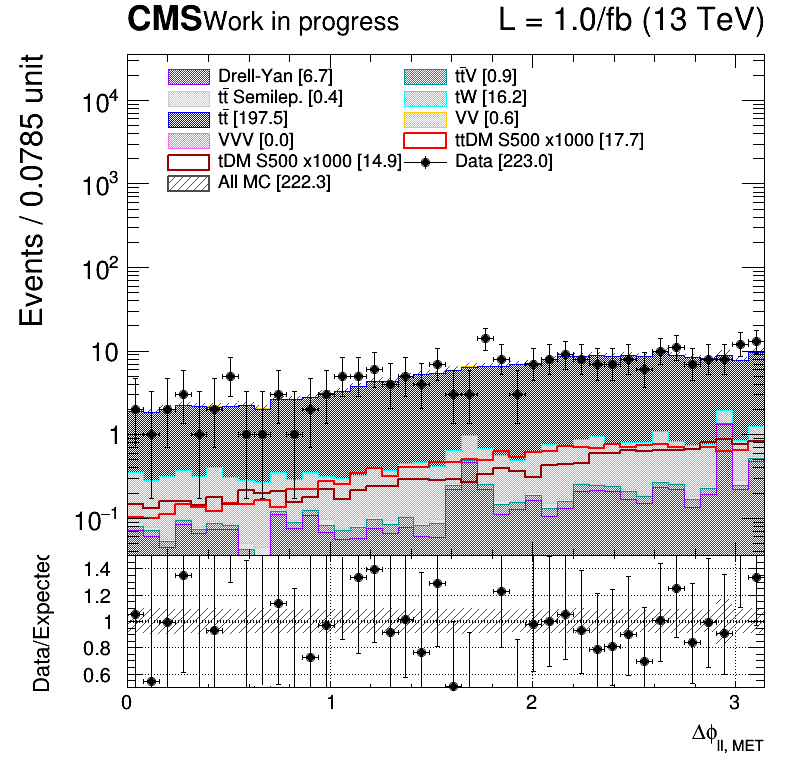 CMS Work in progress L = 1.0/fb (13 TeV)
Events / 0.0785 unit
Drell-Yan [6.7] tt̄V [0.9]
tt̄ Semilep. [0.4] tW [16.2]
tt̄ [197.5] VV [0.6]
VVV [0.0] ttDM S500 x1000 [17.7]
tDM S500 x1000 [14.9] Data [223.0]
All MC [222.3]
10⁴
10³
10²
10
1
10⁻¹
Data/Expected
1.4
1.2
1
0.8
0.6
0 1 2 3
Δϕ_ll, MET